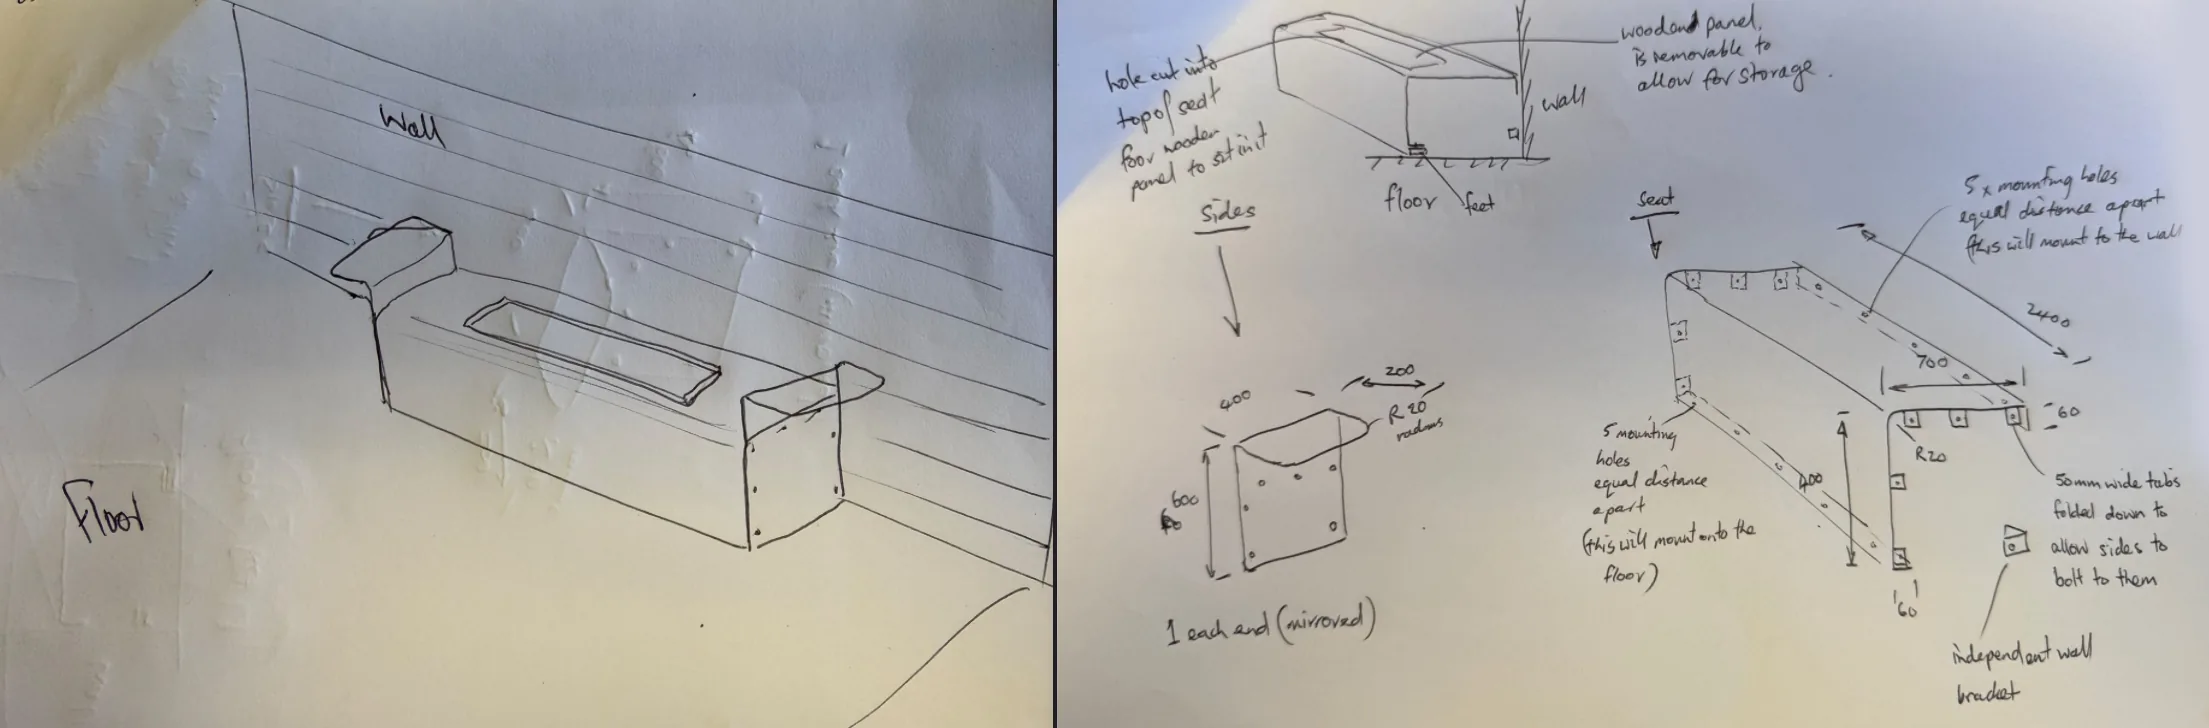 Wall
Floor
hole cut into
top of seat
foor wooden
panel to sit in it
wooden panel,
is removable to
allow for storage.
wall
floor
feet
sides
400
200
R20
radius
600
1 each end (mirrored)
seat
5 x mounting holes
equal distance apart
(this will mount to the wall
2400
700
60
R20
400
60
5 mounting
holes
equal distance
apart
(this will mount onto the
floor)
50mm wide tabs
folded down to
allow sides to
bolt to them
independent wall
bracket